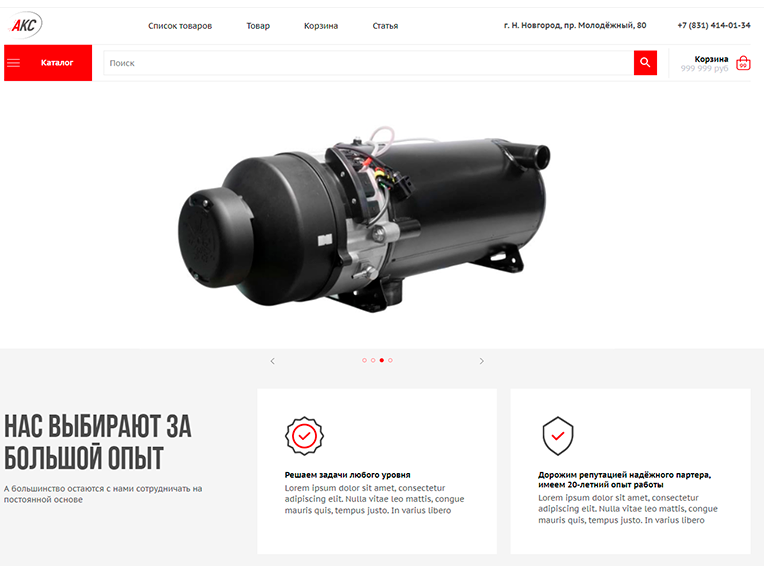 АКС
Список товаров
Товар
Корзина
Статья
г. Н. Новгород, пр. Молодёжный, 80
+7 (831) 414-01-34
Каталог
Поиск
Корзина
999 999 руб
99
НАС ВЫБИРАЮТ ЗА
БОЛЬШОЙ ОПЫТ
А большинство остаются с нами сотрудничать на
постоянной основе
Решаем задачи любого уровня
Lorem ipsum dolor sit amet, consectetur
adipiscing elit. Nulla vitae leo mattis, congue
mauris quis, tempus justo. In varius libero
Дорожим репутацией надёжного партера,
имеем 20-летний опыт работы
Lorem ipsum dolor sit amet, consectetur
adipiscing elit. Nulla vitae leo mattis, congue
mauris quis, tempus justo. In varius libero